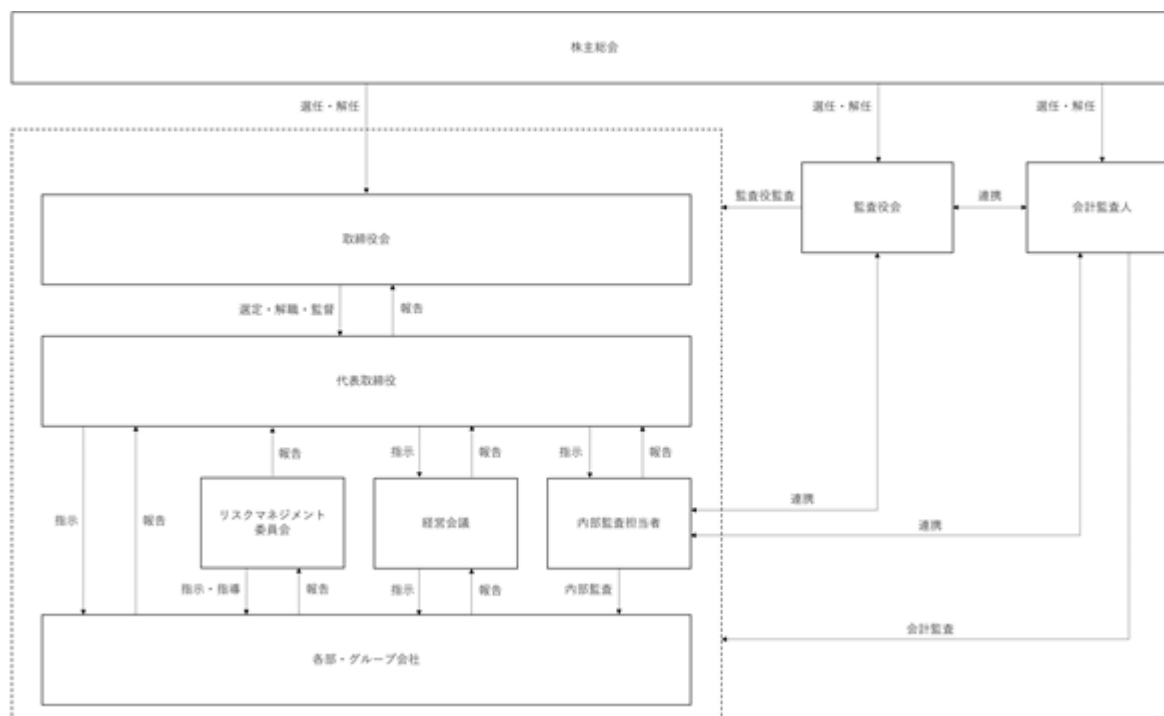 株主総会
選任・解任
選任・解任
選任・解任
監査役監査
監査役会
連携
会計監査人
取締役会
選定・解職・監督
報告
代表取締役
指示
報告
報告
指示
報告
指示
報告
リスクマネジメント
委員会
経営会議
内部監査担当者
連携
連携
指示・指導
報告
指示
報告
内部監査
会計監査
各部・グループ会社